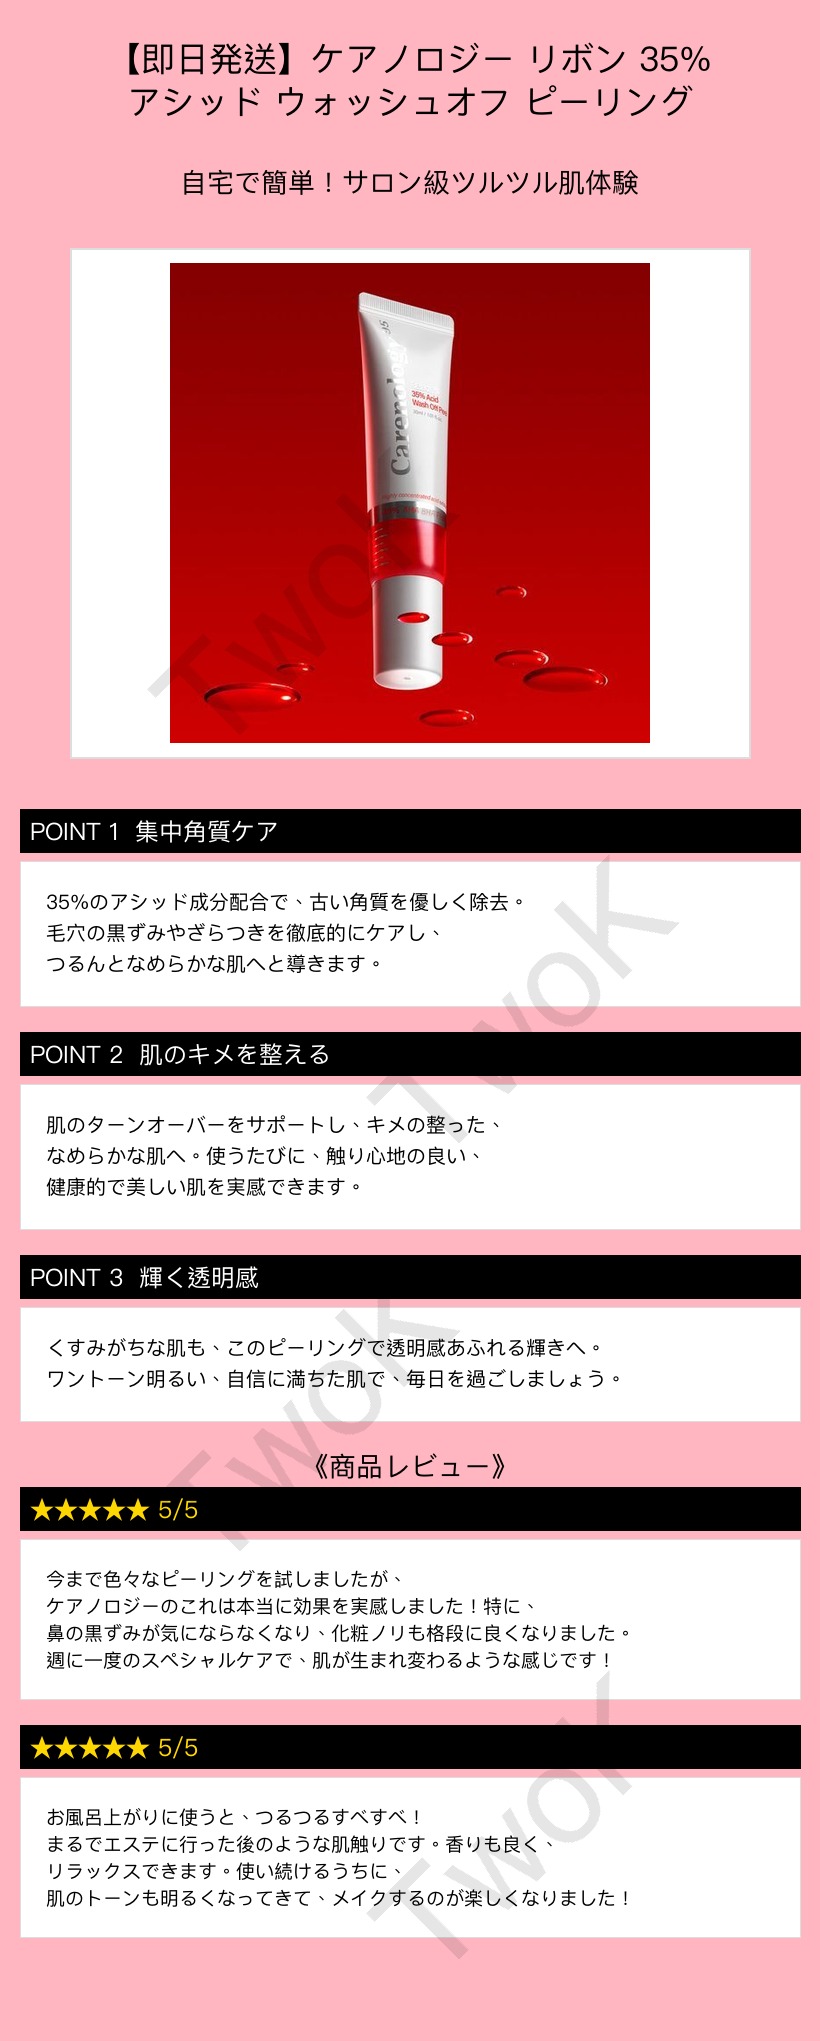 【即日発送】ケアノロジー リボン 35%
アシッド ウォッシュオフ ピーリング
自宅で簡単！サロン級ツルツル肌体験
95
Carenology
35% Acid
Wash Off Peel
TwoK
POINT 1 集中角質ケア
35%のアシッド成分配合で、古い角質を優しく除去。
毛穴の黒ずみやざらつきを徹底的にケアし、
つるんとなめらかな肌へと導きます。
TwoK
POINT 2 肌のキメを整える
肌のターンオーバーをサポートし、キメの整った、
なめらかな肌へ。使うたびに、触り心地の良い、
健康的で美しい肌を実感できます。
POINT 3 輝く透明感
くすみがちな肌も、このピーリングで透明感あふれる輝きへ。
ワントーン明るい、自信に満ちた肌で、毎日を過ごしましょう。
TwoK
《商品レビュー》
★★★★★ 5/5
今まで色々なピーリングを試しましたが、
ケアノロジーのこれは本当に効果を実感しました！特に、
鼻の黒ずみが気にならなくなり、化粧ノリも格段に良くなりました。
週に一度のスペシャルケアで、肌が生まれ変わるような感じです！
★★★★★ 5/5
お風呂上がりに使うと、つるつるすべすべ！
まるでエステに行った後のような肌触りです。香りも良く、
リラックスできます。使い続けるうちに、
肌のトーンも明るくなってきて、メイクするのが楽しくなりました！
TwoK